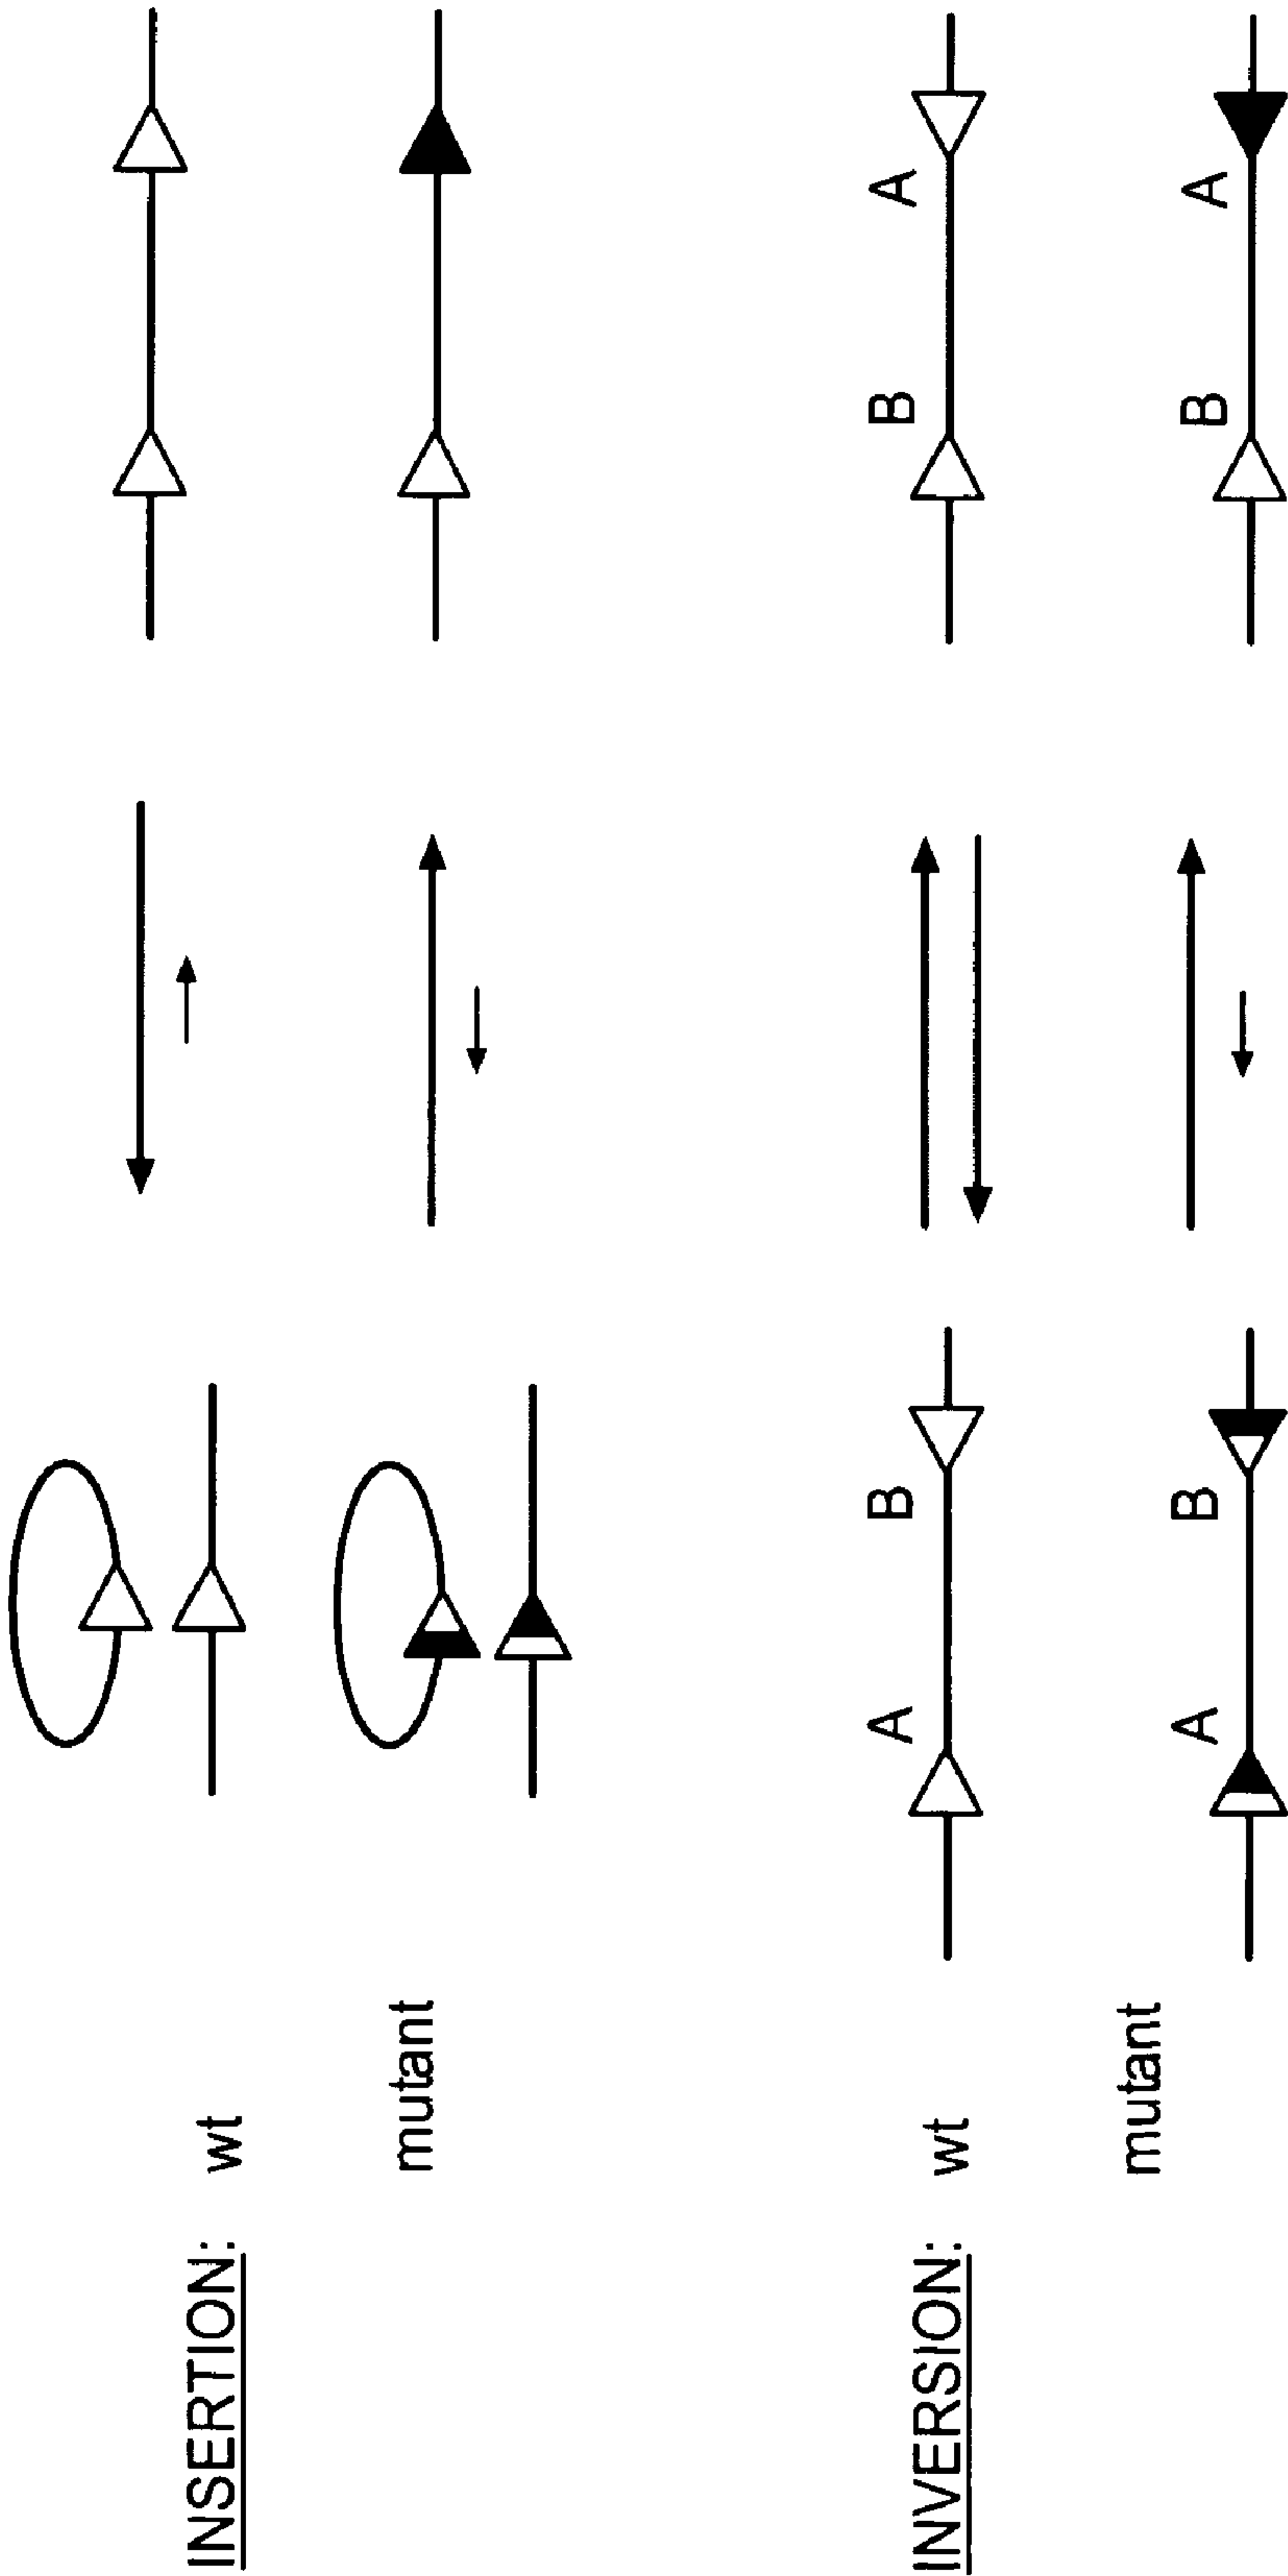 INSERTION: wt
mutant
INVERSION: wt
A B B A
mutant
A B B A